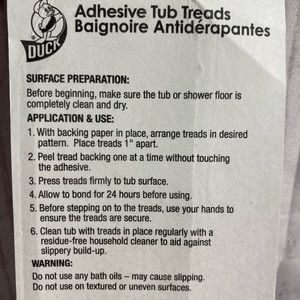 Adhesive Tub Treads
Baignoire Antidérapantes
DUCK
SURFACE PREPARATION:
Before beginning, make sure the tub or shower floor is
completely clean and dry.
APPLICATION & USE:
1. With backing paper in place, arrange treads in desired
pattern. Place treads 1" apart.
2. Peel tread backing one at a time without touching
the adhesive.
3. Press treads firmly to tub surface.
4. Allow to bond for 24 hours before using.
5. Before stepping on to the treads, use your hands to
ensure the treads are secure.
6. Clean tub with treads in place regularly with a
residue-free household cleaner to aid against
slippery build-up.
WARNING:
Do not use any bath oils – may cause slipping.
Do not use on textured or uneven surfaces.